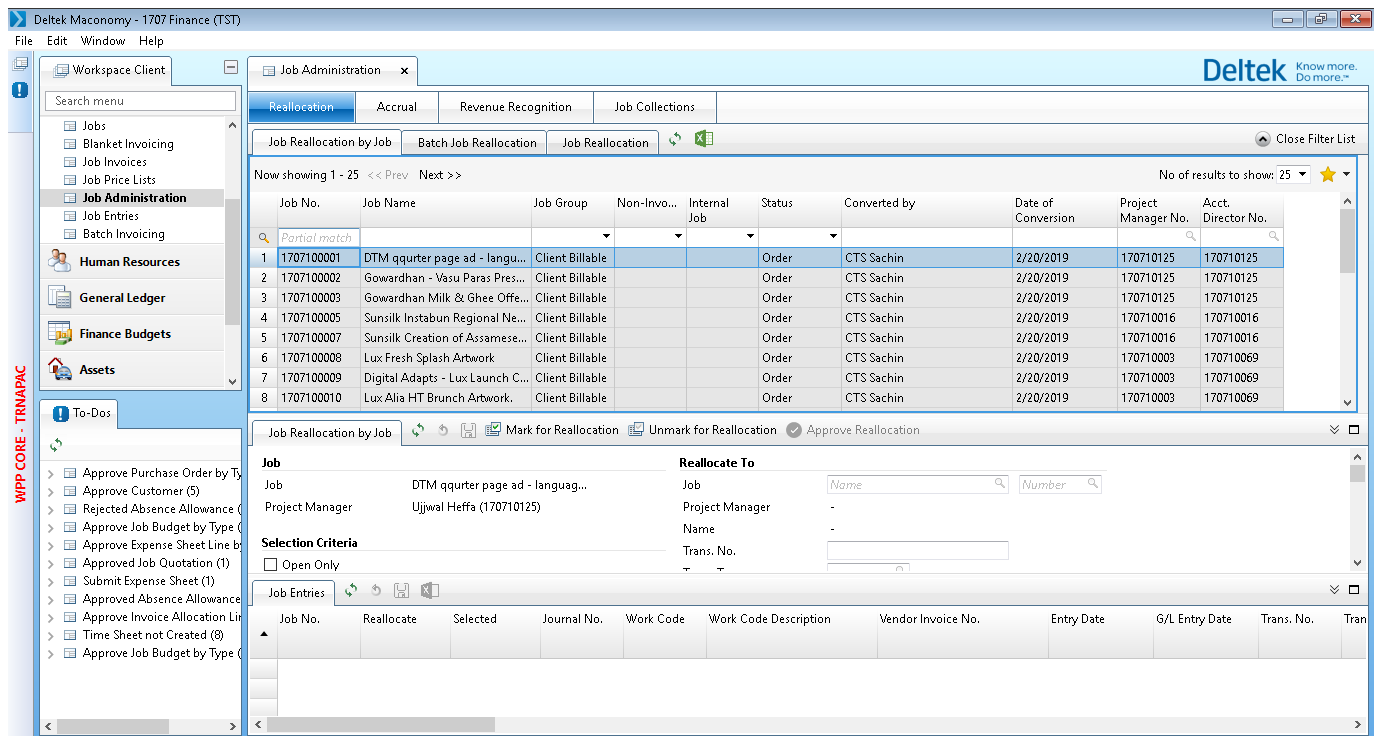 Deltek Maconomy - 1707 Finance (TST)
File Edit Window Help
Workspace Client
Search menu
Jobs
Blanket Invoicing
Job Invoices
Job Price Lists
Job Administration
Job Entries
Batch Invoicing
Human Resources
General Ledger
Finance Budgets
Assets
WPP CORE - TRNAPAC
To-Dos
Approve Purchase Order by Ty
Approve Customer (5)
Rejected Absence Allowance (
Approve Job Budget by Type (
Approve Expense Sheet Line by
Approved Job Quotation (1)
Submit Expense Sheet (1)
Approved Absence Allowance
Approve Invoice Allocation Lin
Time Sheet not Created (8)
Approve Job Budget by Type (
Job Administration x
Deltek Know more. Do more.™
Reallocation Accrual Revenue Recognition Job Collections
Job Reallocation by Job Batch Job Reallocation Job Reallocation Close Filter List
Now showing 1 - 25 << Prev Next >> No of results to show: 25
Job No. Job Name Job Group Non-Invo... Internal Job Status Converted by Date of Conversion Project Manager No. Acct. Director No.
Partial match
1 1707100001 DTM qqurter page ad - langu... Client Billable Order CTS Sachin 2/20/2019 170710125 170710125
2 1707100002 Gowardhan - Vasu Paras Pres... Client Billable Order CTS Sachin 2/20/2019 170710125 170710125
3 1707100003 Gowardhan Milk & Ghee Offe... Client Billable Order CTS Sachin 2/20/2019 170710125 170710125
4 1707100005 Sunsilk Instabun Regional Ne... Client Billable Order CTS Sachin 2/20/2019 170710016 170710016
5 1707100007 Sunsilk Creation of Assamese... Client Billable Order CTS Sachin 2/20/2019 170710016 170710016
6 1707100008 Lux Fresh Splash Artwork Client Billable Order CTS Sachin 2/20/2019 170710003 170710069
7 1707100009 Digital Adapts - Lux Launch C... Client Billable Order CTS Sachin 2/20/2019 170710003 170710069
8 1707100010 Lux Alia HT Brunch Artwork. Client Billable Order CTS Sachin 2/20/2019 170710003 170710069
Job Reallocation by Job Mark for Reallocation Unmark for Reallocation Approve Reallocation
Job Reallocate To
Job DTM qqurter page ad - languag... Job Name Number
Project Manager Ujjwal Heffa (170710125) Project Manager -
Name -
Selection Criteria Trans. No.
Open Only
Job Entries
Job No. Reallocate Selected Journal No. Work Code Work Code Description Vendor Invoice No. Entry Date G/L Entry Date Trans. No. Tran